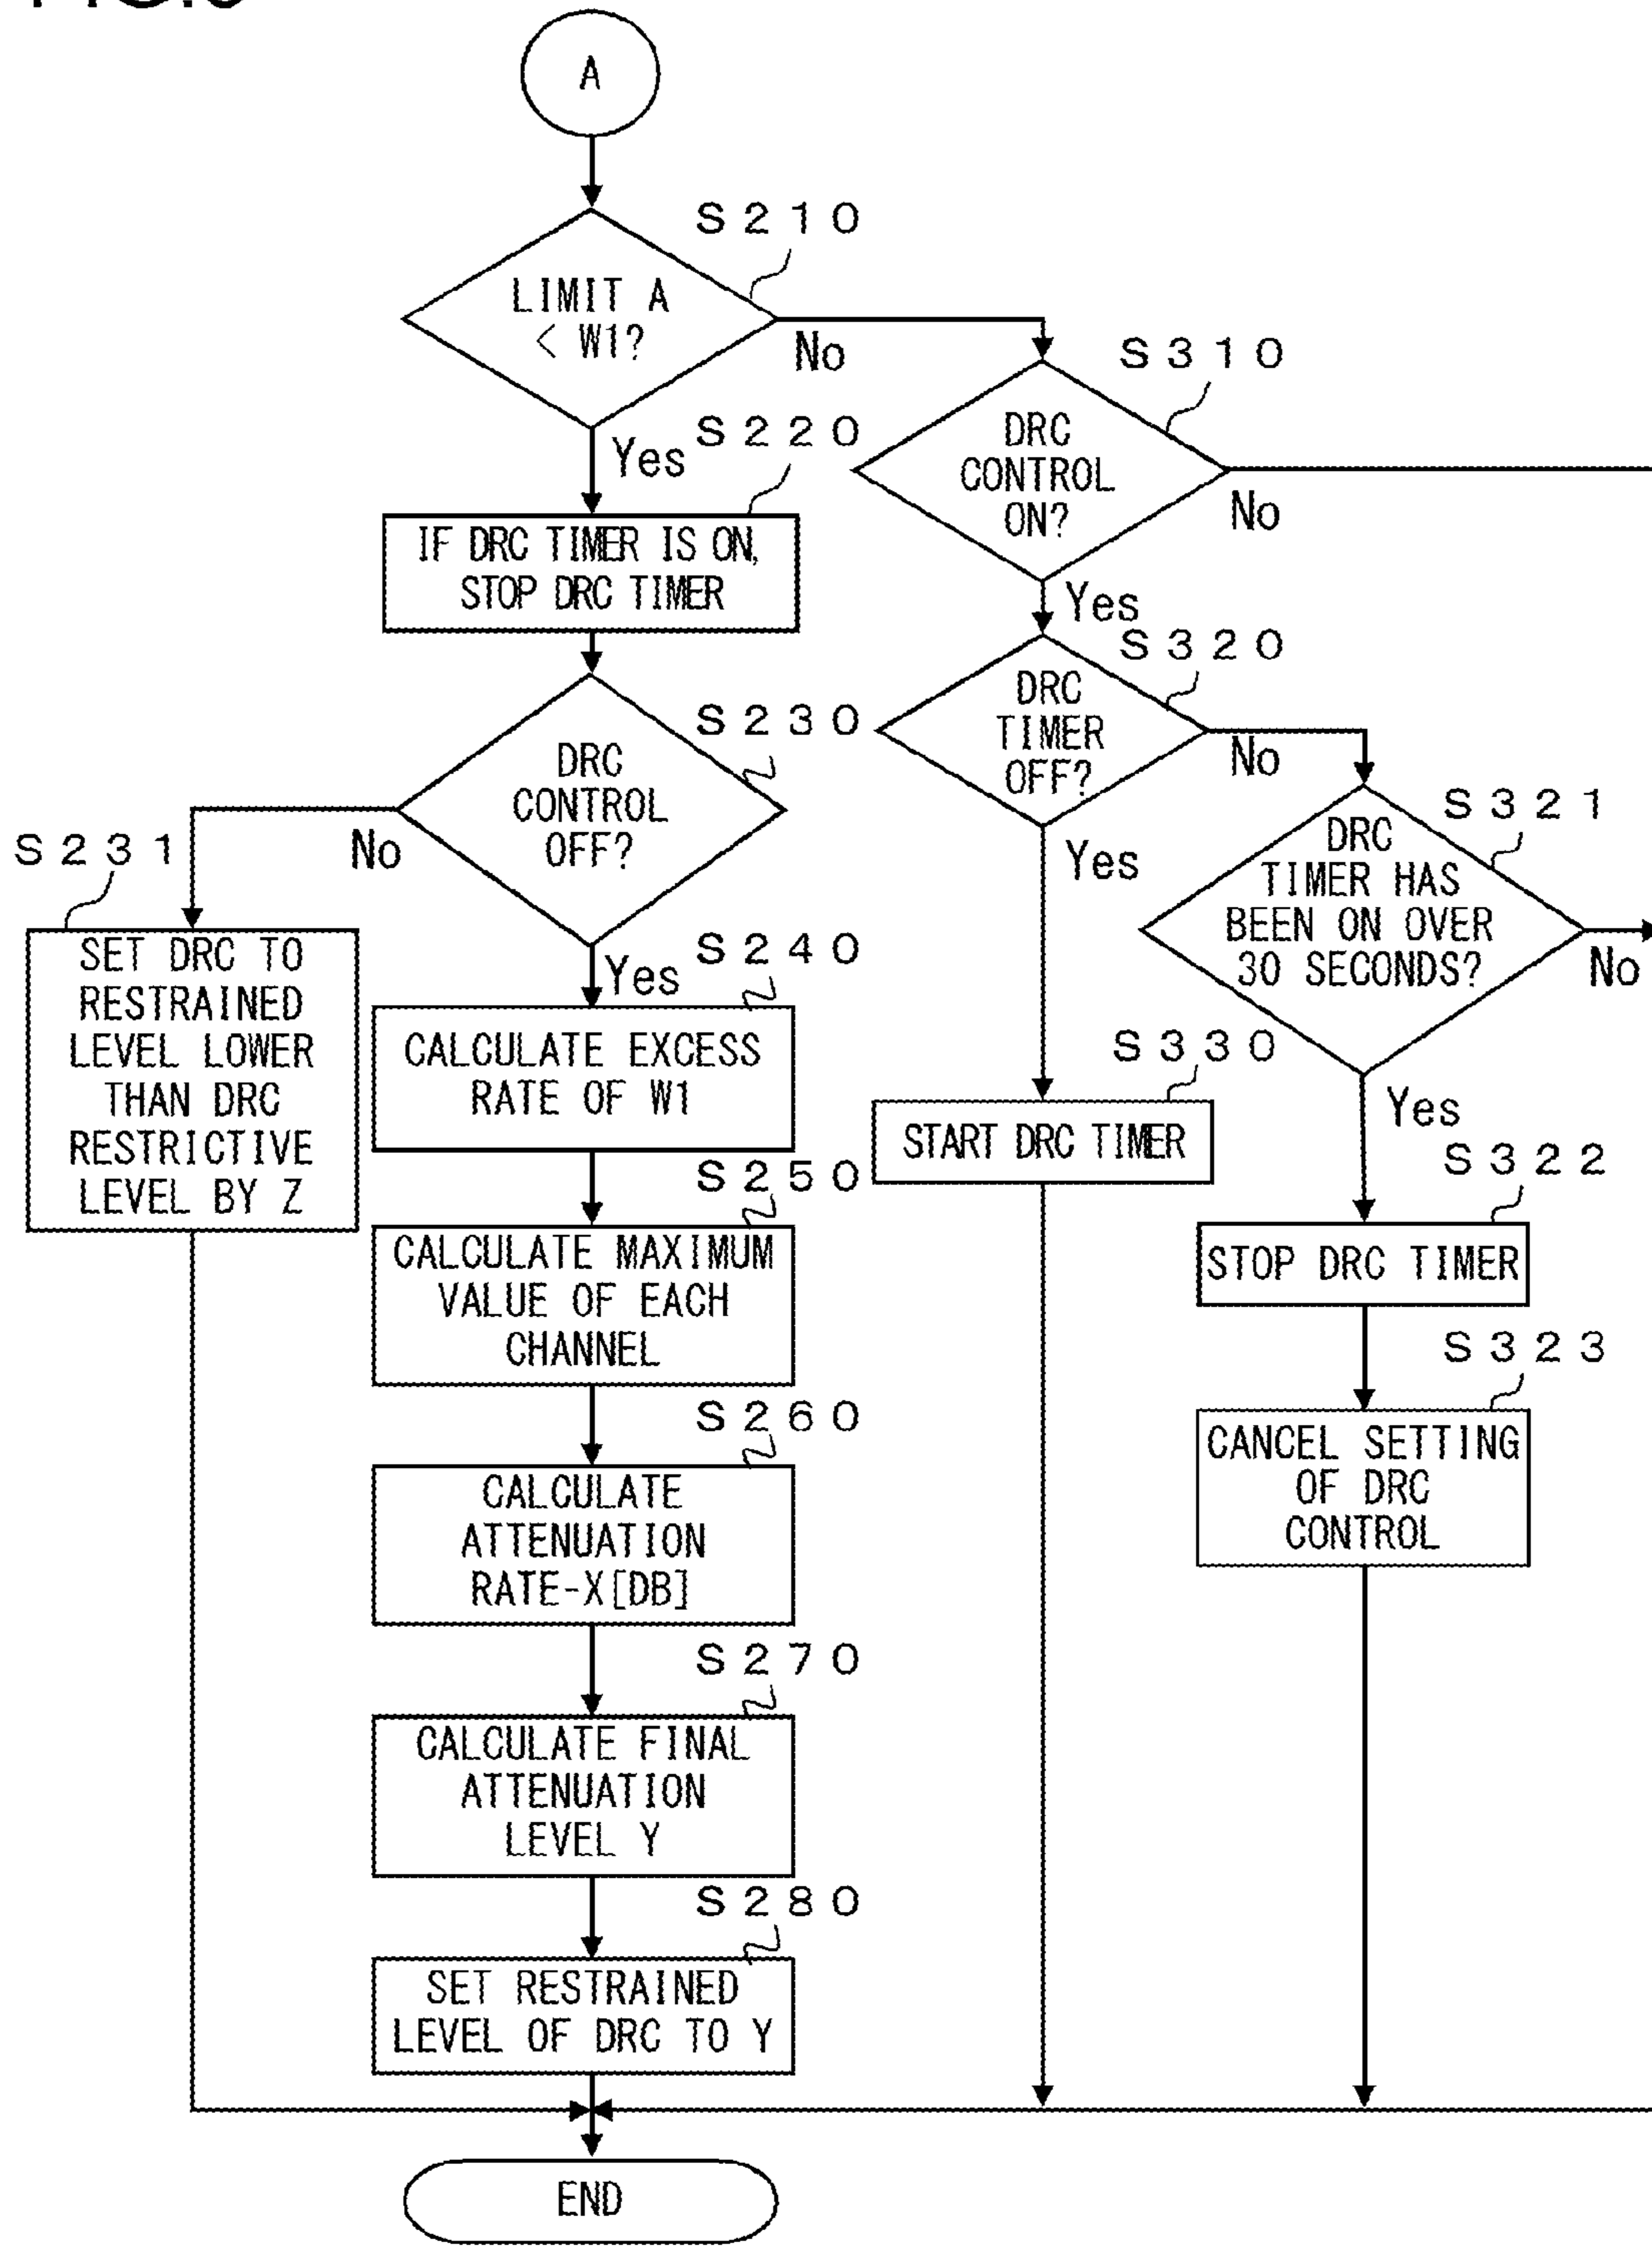 A
S210
LIMIT A
< W1?
No
Yes
S310
DRC
CONTROL
ON?
No
Yes
S220
IF DRC TIMER IS ON,
STOP DRC TIMER
S320
DRC
TIMER
OFF?
No
Yes
S230
DRC
CONTROL
OFF?
No
Yes
S321
DRC
TIMER HAS
BEEN ON OVER
30 SECONDS?
No
Yes
S231
SET DRC TO
RESTRAINED
LEVEL LOWER
THAN DRC
RESTRICTIVE
LEVEL BY Z
S240
CALCULATE EXCESS
RATE OF W1
S330
START DRC TIMER
S250
CALCULATE MAXIMUM
VALUE OF EACH
CHANNEL
S322
STOP DRC TIMER
S323
CANCEL SETTING
OF DRC
CONTROL
S260
CALCULATE
ATTENUATION
RATE-X[DB]
S270
CALCULATE FINAL
ATTENUATION
LEVEL Y
S280
SET RESTRAINED
LEVEL OF DRC TO Y
END